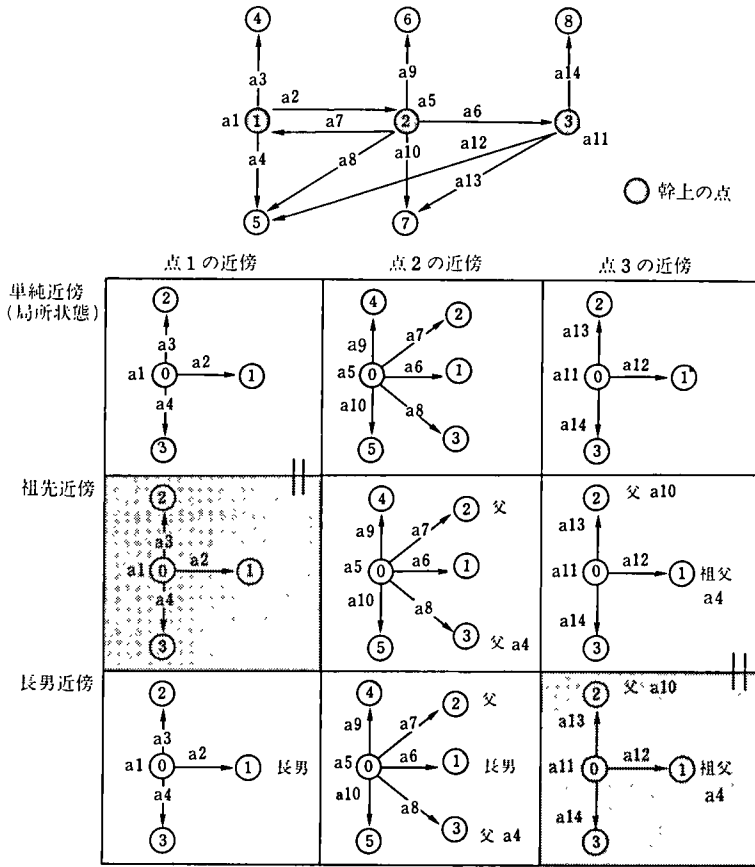 4 6 8
a3 a9 a14
a2 a5 a6
a1 1 2 3
a7 a12 a11
a4 a8 a10
a13
5 7
幹上の点
点1の近傍 点2の近傍 点3の近傍
単純近傍
(局所状態)
2
a3
a1 0 a2 1
a4
3
4 2
a9 a7
a5 0 a6 1
a10 a8
5 3
2
a13
a11 0 a12 1
a14
3
祖先近傍
2
a3
a1 0 a2 1
a4
3
4 2 父
a9 a7
a5 0 a6 1
a10 a8
5 3 父 a4
2 父 a10
a13
a11 0 a12 1 祖父
a4
a14
3
長男近傍
2
a3
a1 0 a2 1 長男
a4
3
4 2 父
a9 a7
a5 0 a6 1 長男
a10 a8
5 3 父 a4
2 父 a10
a13
a11 0 a12 1 祖父
a4
a14
3